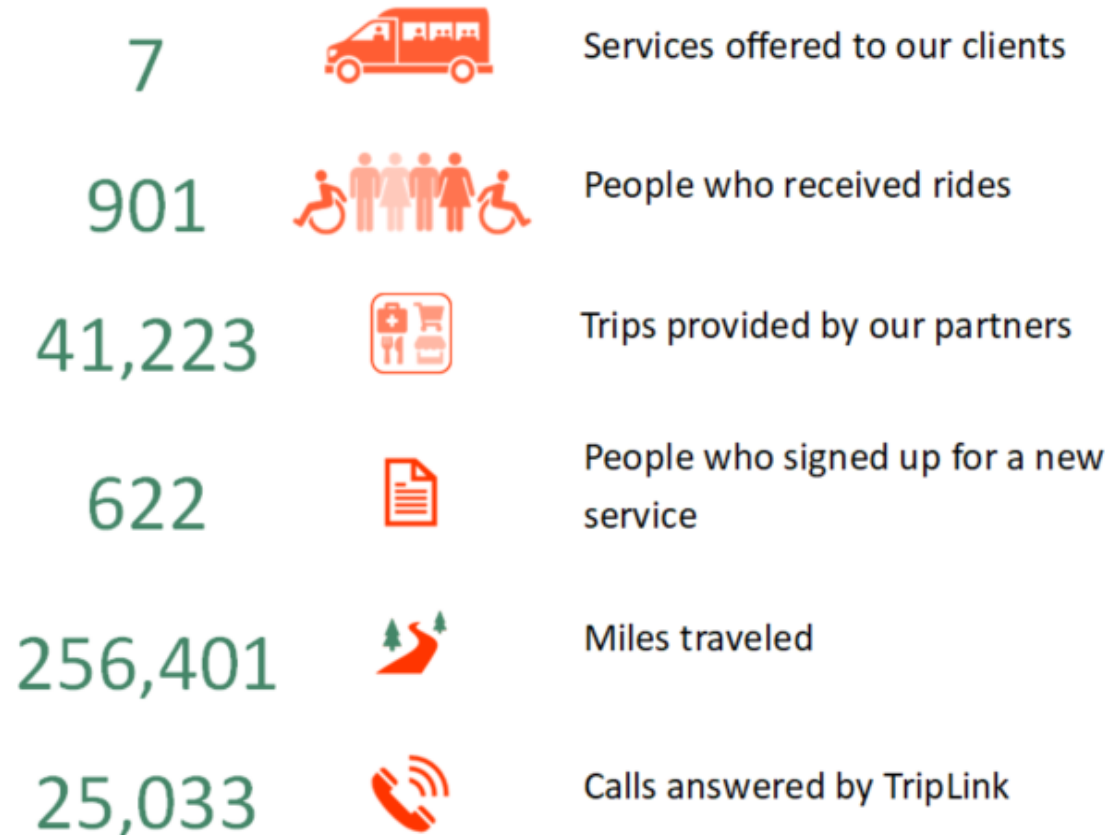 7
Services offered to our clients
901
People who received rides
41,223
Trips provided by our partners
622
People who signed up for a new
service
256,401
Miles traveled
25,033
Calls answered by TripLink